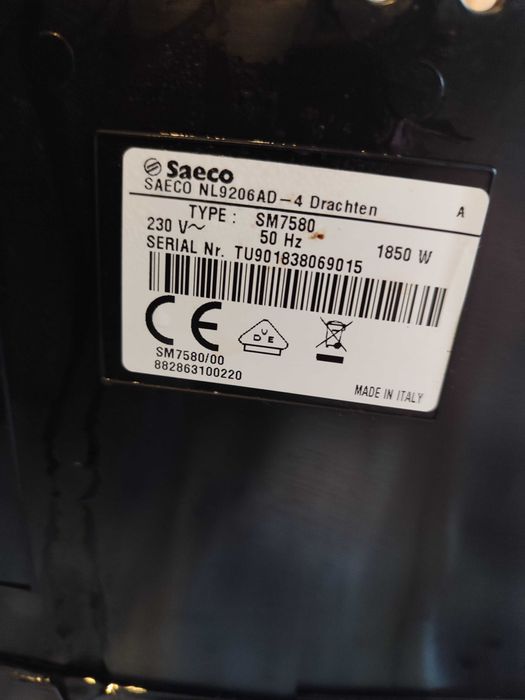 Saeco
SAECO NL9206AD-4 Drachten A
TYPE: SM7580
230 V~ 50 Hz 1850 W
SERIAL Nr. TU901838069015
CE
D V E
SM7580/00
882863100220
MADE IN ITALY